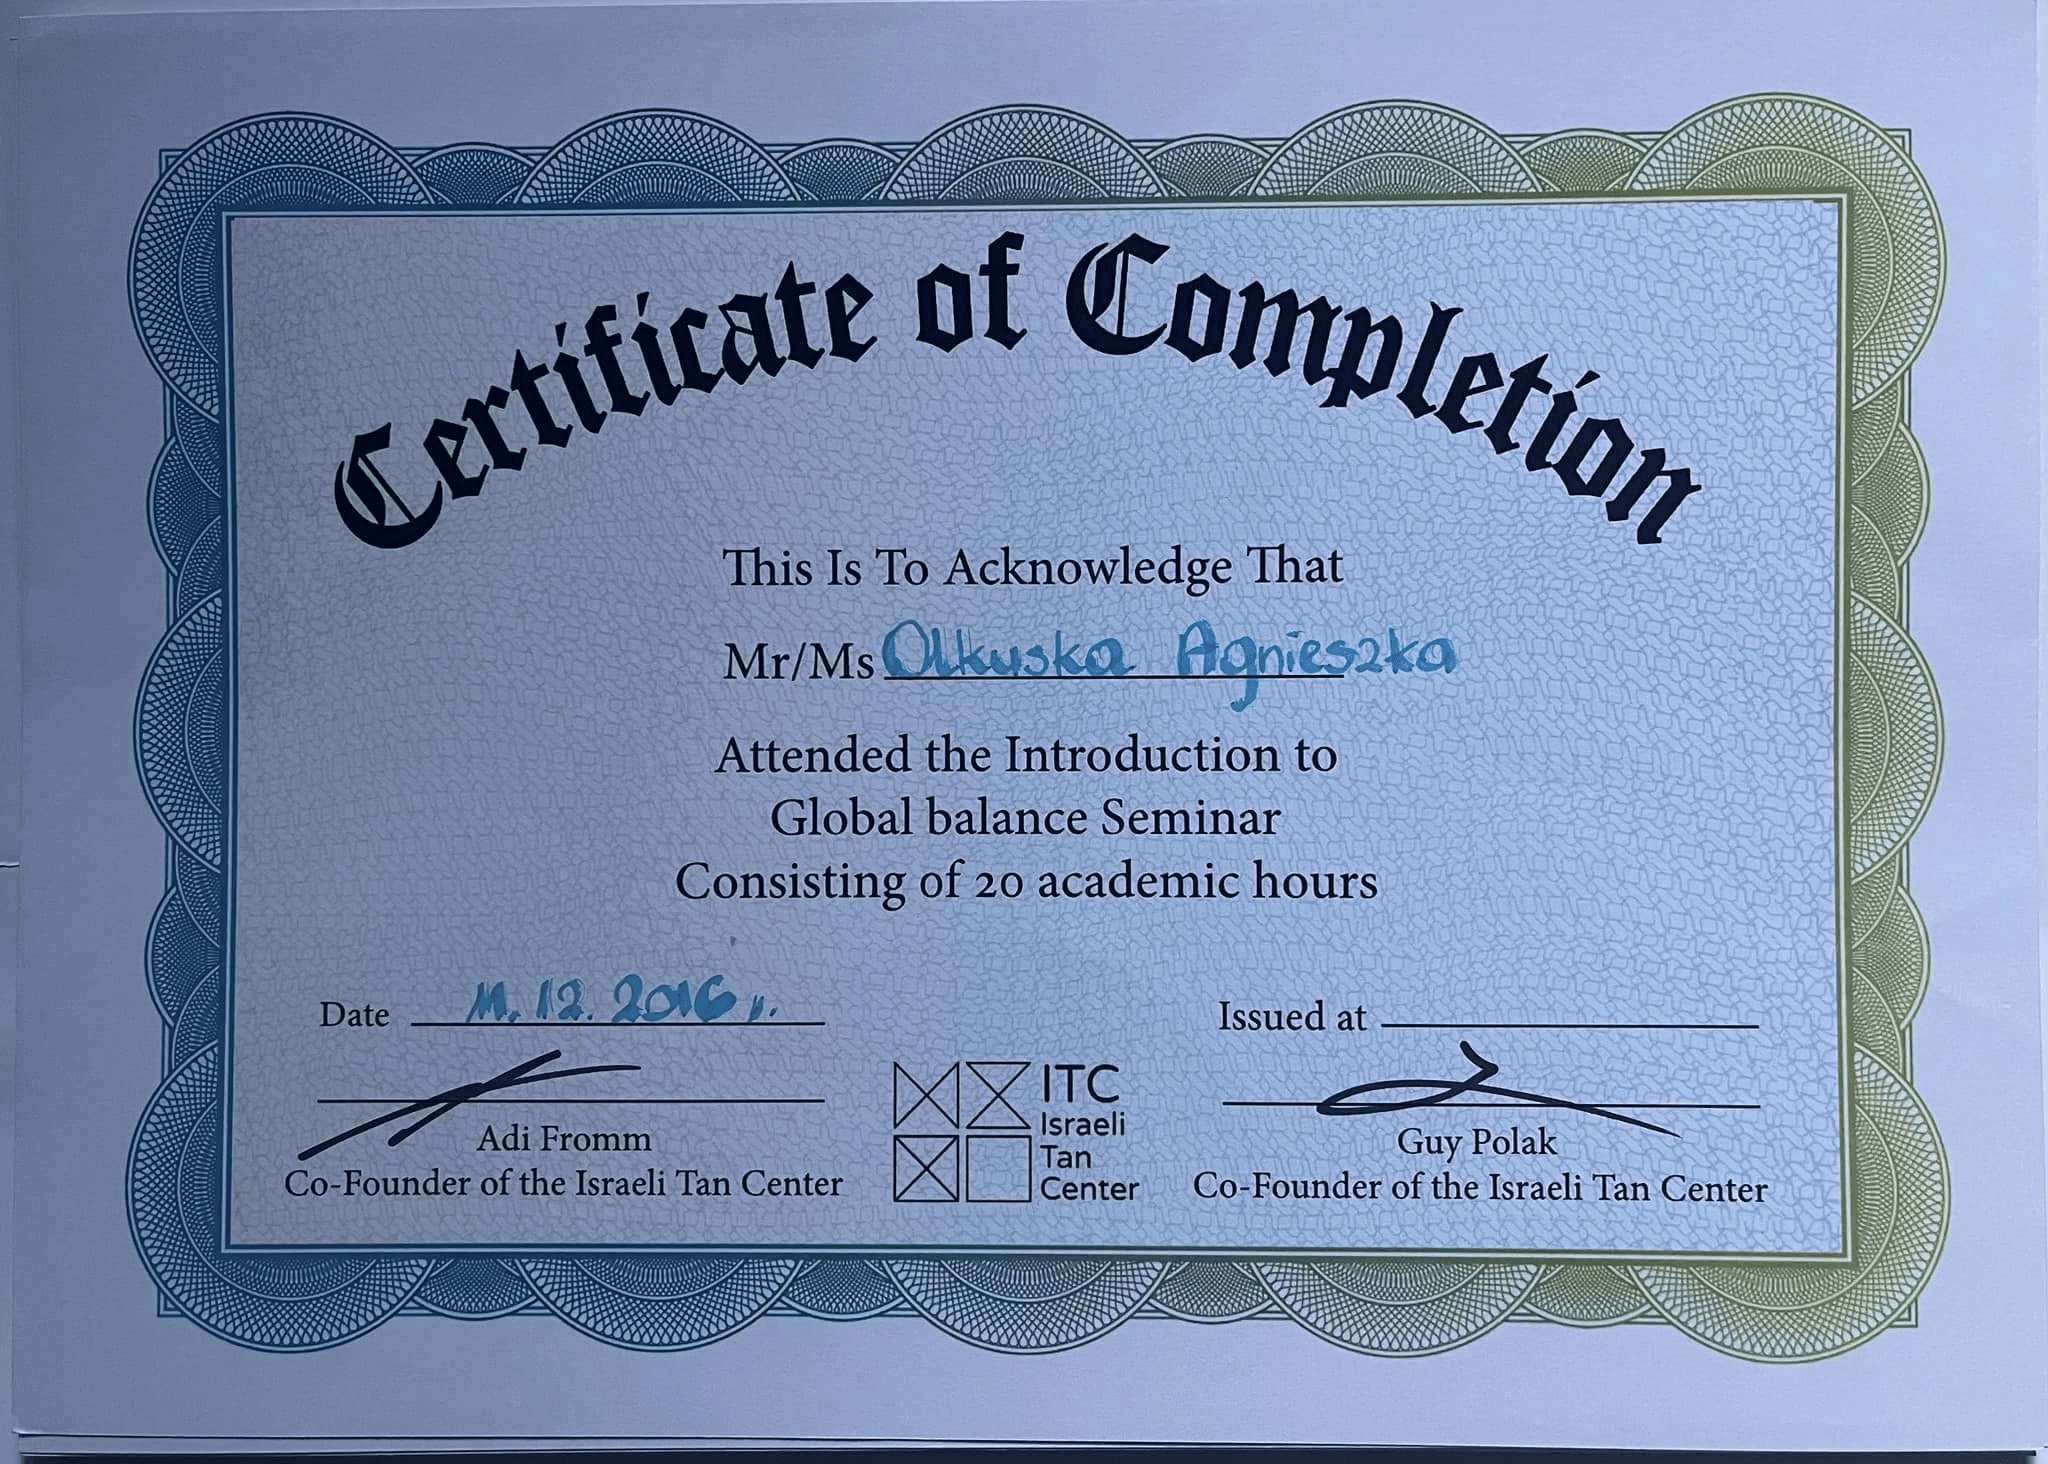 Certificate of Completion
This Is To Acknowledge That
Mr/Ms Olkuska Agnieszka
Attended the Introduction to
Global balance Seminar
Consisting of 20 academic hours
Date 11.12.2016 r.
Issued at
Adi Fromm
Co-Founder of the Israeli Tan Center
ITC
Israeli
Tan
Center
Guy Polak
Co-Founder of the Israeli Tan Center